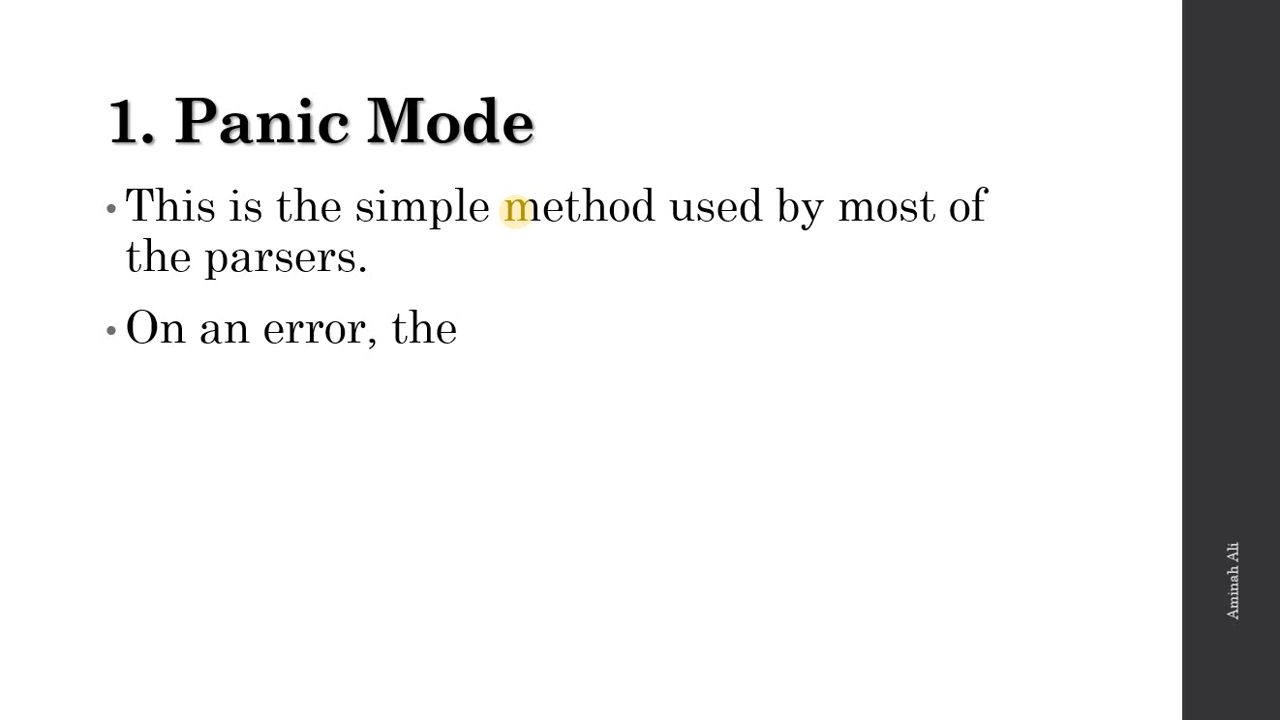 1. Panic Mode
• This is the simple method used by most of
the parsers.
• On an error, the
Aminah Ali